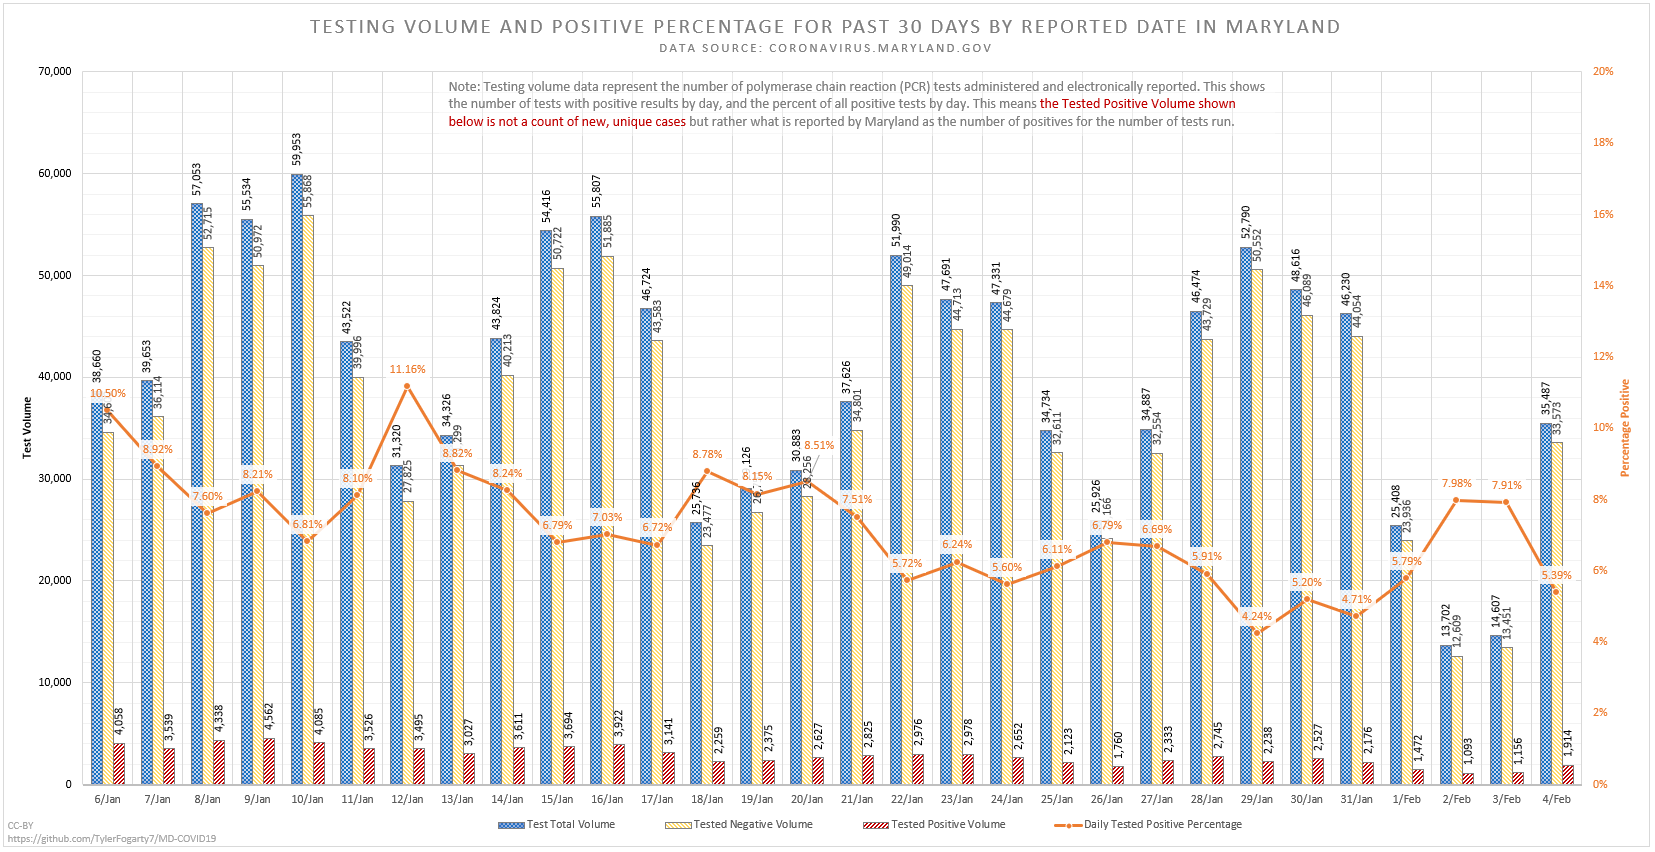 TESTING VOLUME AND POSITIVE PERCENTAGE FOR PAST 30 DAYS BY REPORTED DATE IN MARYLAND
DATA SOURCE: CORONAVIRUS.MARYLAND.GOV
Note: Testing volume data represent the number of polymerase chain reaction (PCR) tests administered and electronically reported. This shows
the number of tests with positive results by day, and the percent of all positive tests by day. This means the Tested Positive Volume shown
below is not a count of new, unique cases but rather what is reported by Maryland as the number of positives for the number of tests run.
Test Volume
70,000
60,000
50,000
40,000
30,000
20,000
10,000
0
Percentage Positive
20%
18%
16%
14%
12%
10%
8%
6%
4%
2%
0%
38,660 10.50% 4,058
39,653 36,114 8.92% 3,539
57,053 52,715 7.60% 4,338
55,534 50,972 8.21% 4,562
59,953 55,868 6.81% 4,085
43,522 39,996 8.10% 3,526
31,320 27,825 11.16% 3,495
34,326 8.82% 3,027
43,824 40,213 8.24% 3,611
54,416 50,722 6.79% 3,694
55,807 51,885 7.03% 3,922
46,724 43,583 6.72% 3,141
25,736 23,477 8.78% 2,259
8.15% 2,375
30,883 28,256 8.51% 2,627
37,626 34,801 7.51% 2,825
51,990 49,014 5.72% 2,976
47,691 44,713 6.24% 2,978
47,331 44,679 5.60% 2,652
34,734 32,611 6.11% 2,123
25,926 6.79% 1,760
34,887 32,554 6.69% 2,333
46,474 43,729 5.91% 2,745
52,790 50,552 4.24% 2,238
48,616 46,089 5.20% 2,527
46,230 44,054 4.71% 2,176
25,408 23,936 5.79% 1,472
13,702 12,609 7.98% 1,093
14,607 13,451 7.91% 1,156
35,487 33,573 5.39% 1,914
6/Jan 7/Jan 8/Jan 9/Jan 10/Jan 11/Jan 12/Jan 13/Jan 14/Jan 15/Jan 16/Jan 17/Jan 18/Jan 19/Jan 20/Jan 21/Jan 22/Jan 23/Jan 24/Jan 25/Jan 26/Jan 27/Jan 28/Jan 29/Jan 30/Jan 31/Jan 1/Feb 2/Feb 3/Feb 4/Feb
Test Total Volume Tested Negative Volume Tested Positive Volume Daily Tested Positive Percentage
CC-BY
https://github.com/TylerFogarty7/MD-COVID19